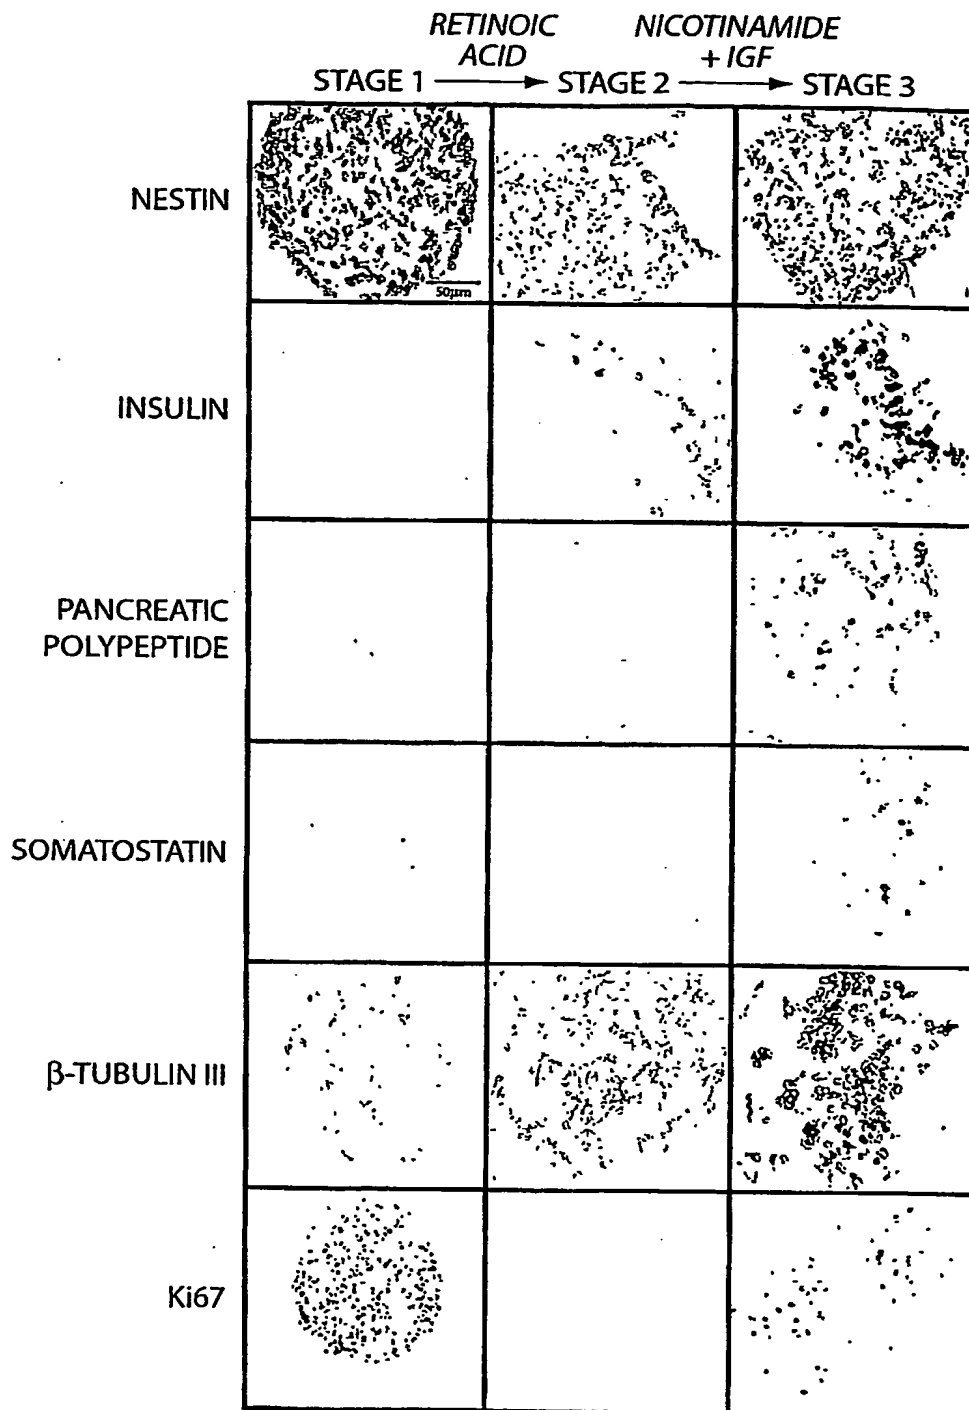 RETINOIC NICOTINAMIDE
ACID + IGF
STAGE 1 STAGE 2 STAGE 3
NESTIN
50µm
INSULIN
PANCREATIC
POLYPEPTIDE
SOMATOSTATIN
β-TUBULIN III
Ki67